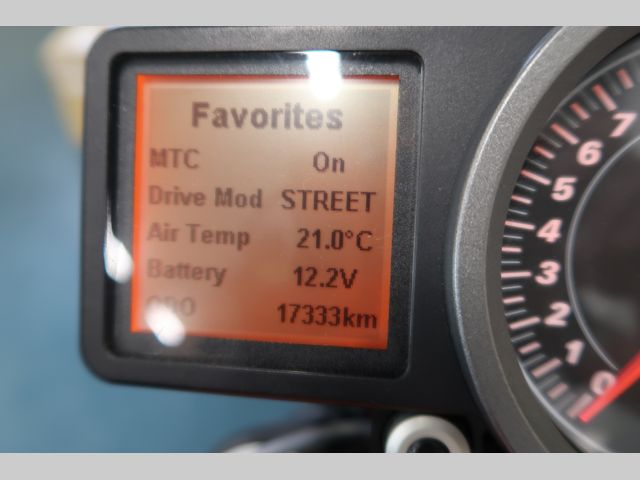 Favorites
MTC On
Drive Mod STREET
Air Temp 21.0°C
Battery 12.2V
ODO 17333km
7
6
5
4
3
2
1
0